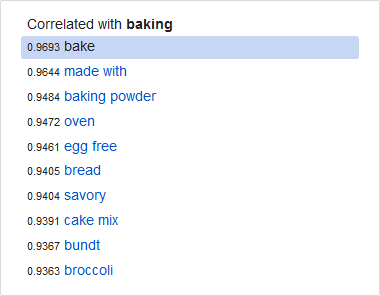 Correlated with baking
0.9693 bake
0.9644 made with
0.9484 baking powder
0.9472 oven
0.9461 egg free
0.9405 bread
0.9404 savory
0.9391 cake mix
0.9367 bundt
0.9363 broccoli